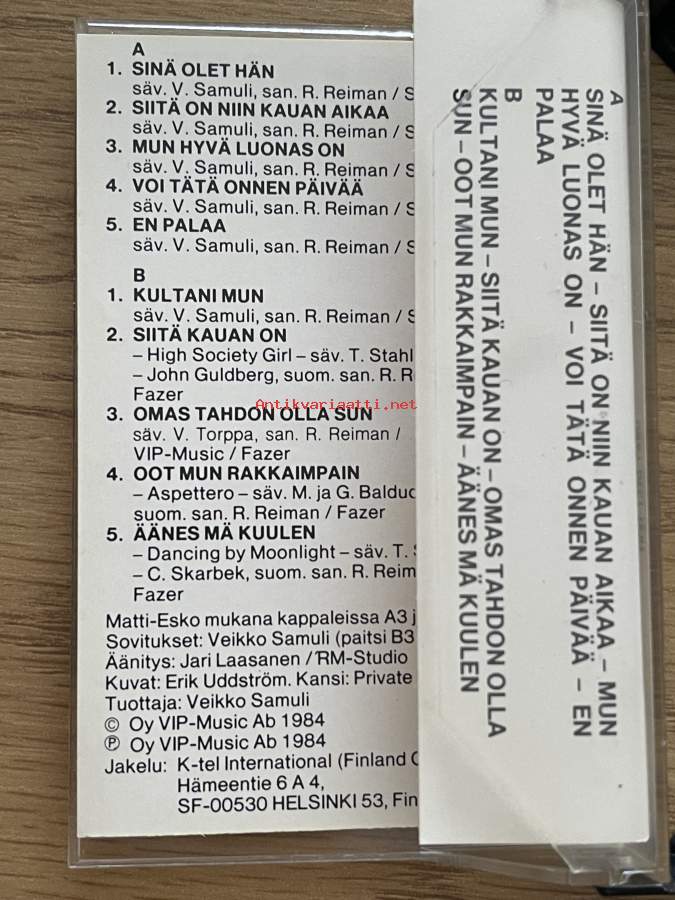 A
1. SINÄ OLET HÄN
säv. V. Samuli, san. R. Reiman / S
2. SIITÄ ON NIIN KAUAN AIKAA
säv. V. Samuli, san. R. Reiman / S
3. MUN HYVÄ LUONAS ON
säv. V. Samuli, san. R. Reiman / S
4. VOI TÄTÄ ONNEN PÄIVÄÄ
säv. V. Samuli, san. R. Reiman / S
5. EN PALAA
säv. V. Samuli, san. R. Reiman / S
B
1. KULTANI MUN
säv. V. Samuli, san. R. Reiman / S
2. SIITÄ KAUAN ON
– High Society Girl – säv. T. Stahl
– John Guldberg, suom. san. R. R
Fazer
Antikvariaatti.net
3. OMAS TAHDON OLLA SUN
säv. V. Torppa, san. R. Reiman /
VIP-Music / Fazer
4. OOT MUN RAKKAIMPAIN
– Aspettero – säv. M. ja G. Balduc
suom. san. R. Reiman / Fazer
5. ÄÄNES MÄ KUULEN
– Dancing by Moonlight – säv. T.
– C. Skarbek, suom. san. R. Reim
Fazer
Matti-Esko mukana kappaleissa A3 j
Sovitukset: Veikko Samuli (paitsi B3
Äänitys: Jari Laasanen / RM-Studio
Kuvat: Erik Uddström. Kansi: Private
Tuottaja: Veikko Samuli
© Oy VIP-Music Ab 1984
℗ Oy VIP-Music Ab 1984
Jakelu: K-tel International (Finland
Hämeentie 6 A 4,
SF-00530 HELSINKI 53, Fin
A
SINÄ OLET HÄN – SIITÄ ON NIIN KAUAN AIKAA – MUN
HYVÄ LUONAS ON – VOI TÄTÄ ONNEN PÄIVÄÄ – EN
PALAA
B
KULTANI MUN – SIITÄ KAUAN ON – OMAS TAHDON OLLA
SUN – OOT MUN RAKKAIMPAIN – ÄÄNES MÄ KUULEN